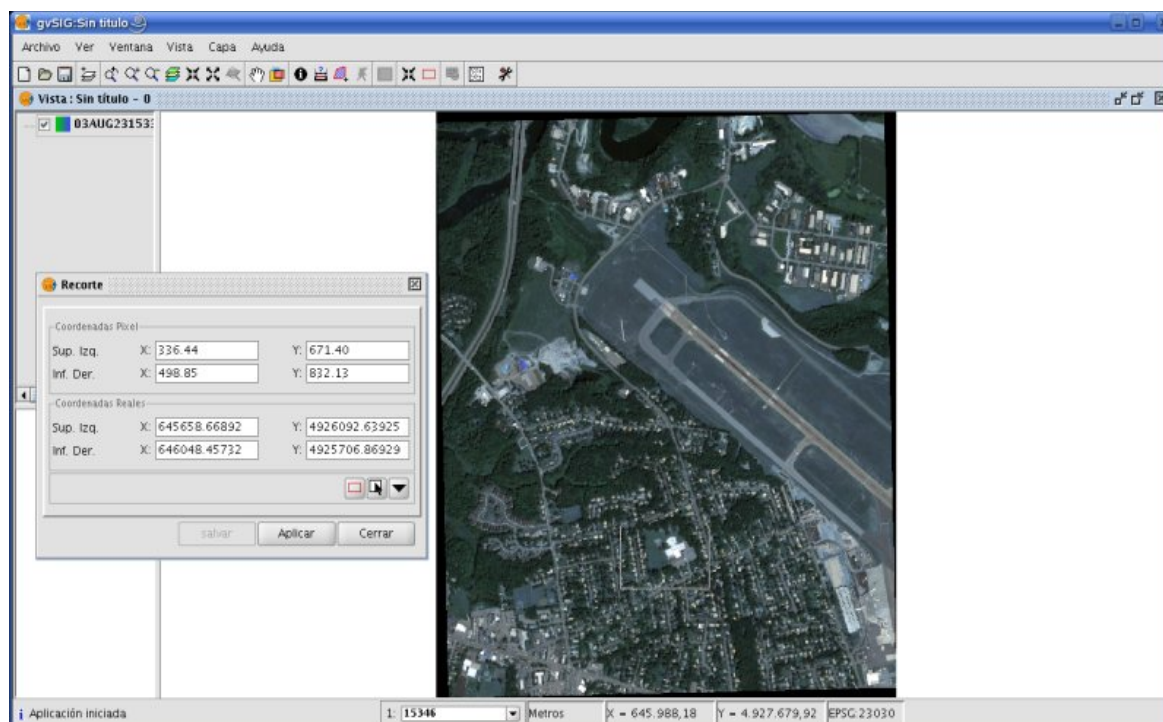 gvSIG:Sin titulo
Archivo Ver Ventana Vista Capa Ayuda
Vista : Sin título - 0
03AUG231533
Recorte
Coordenadas Pixel
Sup. Izq. X: 336.44 Y: 671.40
Inf. Der. X: 498.85 Y: 832.13
Coordenadas Reales
Sup. Izq. X: 645658.66892 Y: 4926092.63925
Inf. Der. X: 646048.45732 Y: 4925706.86929
salvar Aplicar Cerrar
Aplicación iniciada 1: 15346 Metros X = 645.988,18 Y = 4.927.679,92 EPSG:23030